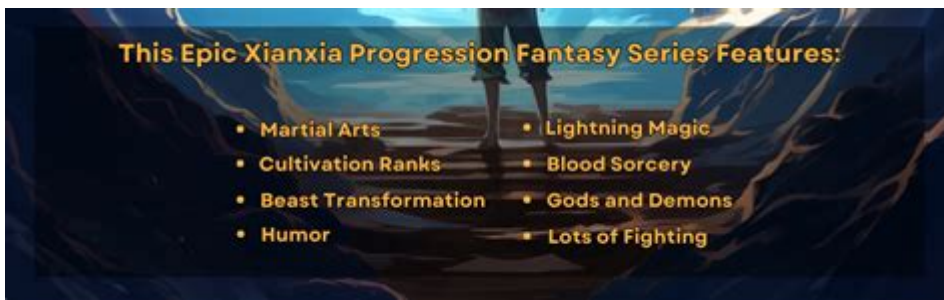 This Epic Xianxia Progression Fantasy Series Features:
• Martial Arts
• Cultivation Ranks
• Beast Transformation
• Humor
• Lightning Magic
• Blood Sorcery
• Gods and Demons
• Lots of Fighting